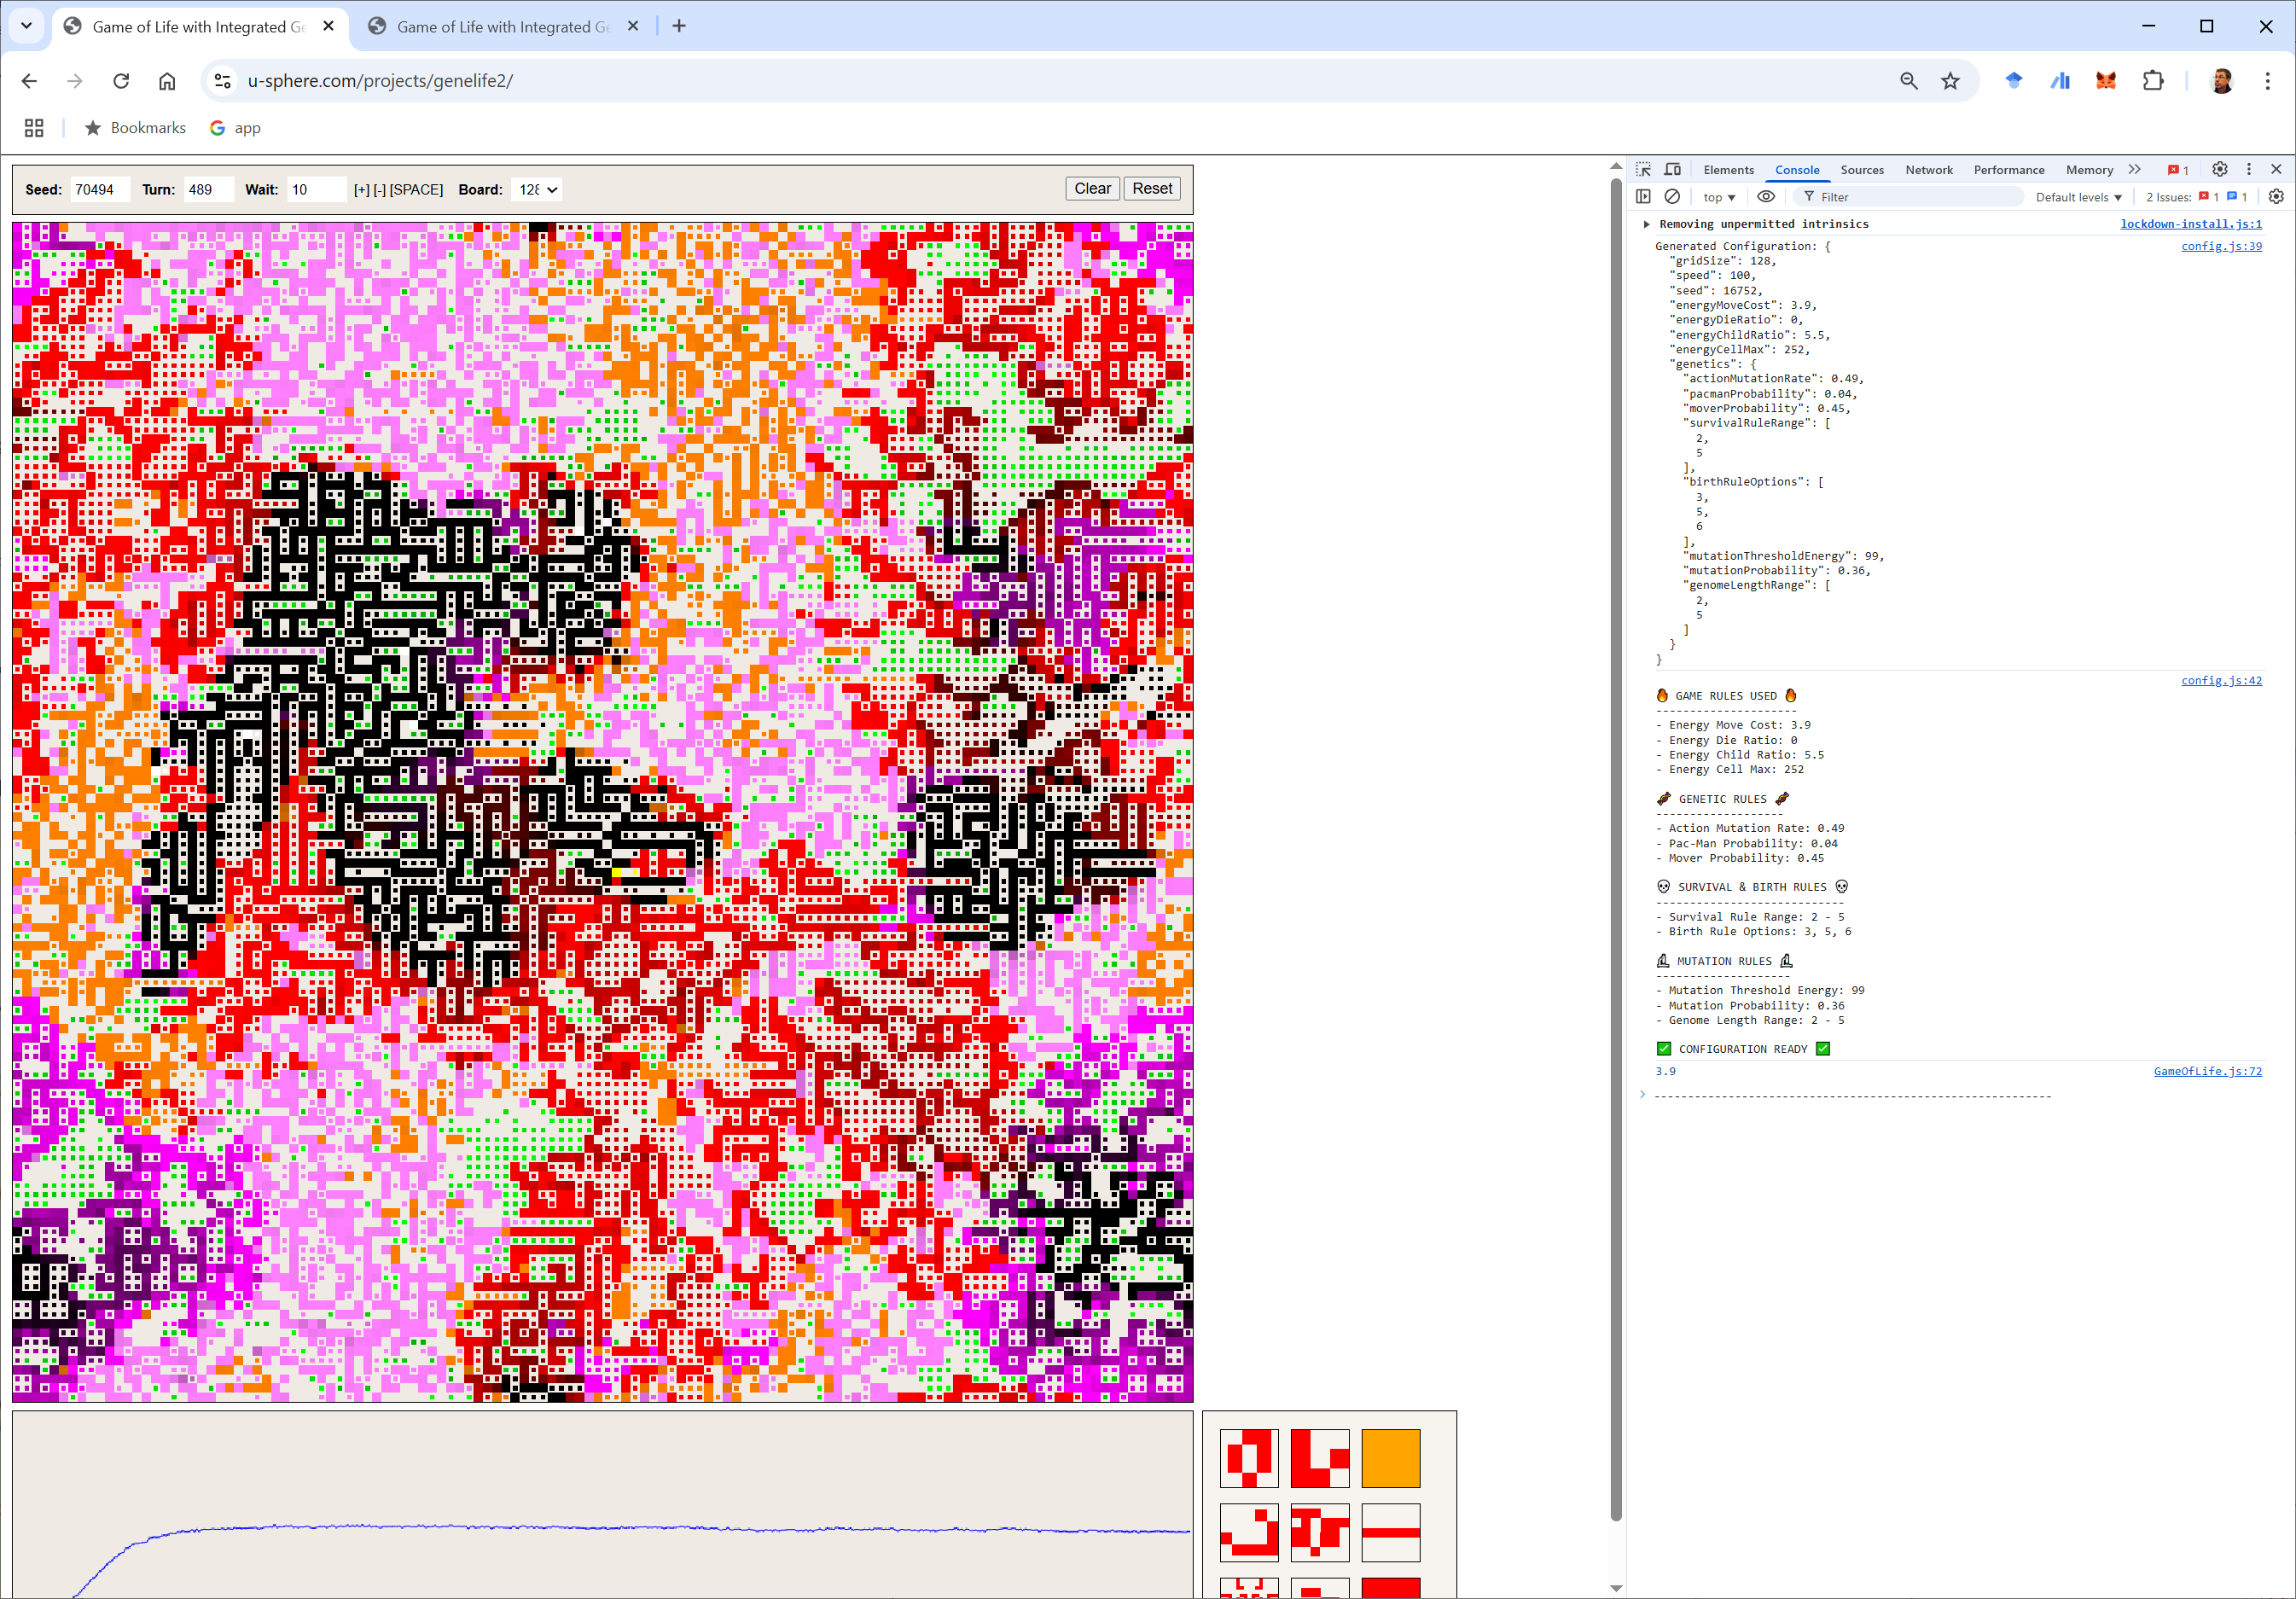 Game of Life with Integrated Ge
Game of Life with Integrated Ge
u-sphere.com/projects/genelife2/
Bookmarks
app
Seed: 70494 Turn: 489 Wait: 10 [+] [-] [SPACE] Board: 128 Clear Reset
Elements Console Sources Network Performance Memory 1
top Filter Default levels 2 Issues: 1 1
Removing unpermitted intrinsics lockdown-install.js:1
Generated Configuration: { config.js:39
"gridSize": 128,
"speed": 100,
"seed": 16752,
"energyMoveCost": 3.9,
"energyDieRatio": 0,
"energyChildRatio": 5.5,
"energyCellMax": 252,
"genetics": {
"actionMutationRate": 0.49,
"pacmanProbability": 0.04,
"moverProbability": 0.45,
"survivalRuleRange": [
2,
5
],
"birthRuleOptions": [
3,
5,
6
],
"mutationThresholdEnergy": 99,
"mutationProbability": 0.36,
"genomeLengthRange": [
2,
5
]
}
}
config.js:42
🔥 GAME RULES USED 🔥
---------------------
- Energy Move Cost: 3.9
- Energy Die Ratio: 0
- Energy Child Ratio: 5.5
- Energy Cell Max: 252
🧬 GENETIC RULES 🧬
-------------------
- Action Mutation Rate: 0.49
- Pac-Man Probability: 0.04
- Mover Probability: 0.45
💀 SURVIVAL & BIRTH RULES 💀
----------------------------
- Survival Rule Range: 2 - 5
- Birth Rule Options: 3, 5, 6
MUTATION RULES
--------------------
- Mutation Threshold Energy: 99
- Mutation Probability: 0.36
- Genome Length Range: 2 - 5
✅ CONFIGURATION READY ✅
3.9 GameOfLife.js:72
-----------------------------------------------------------